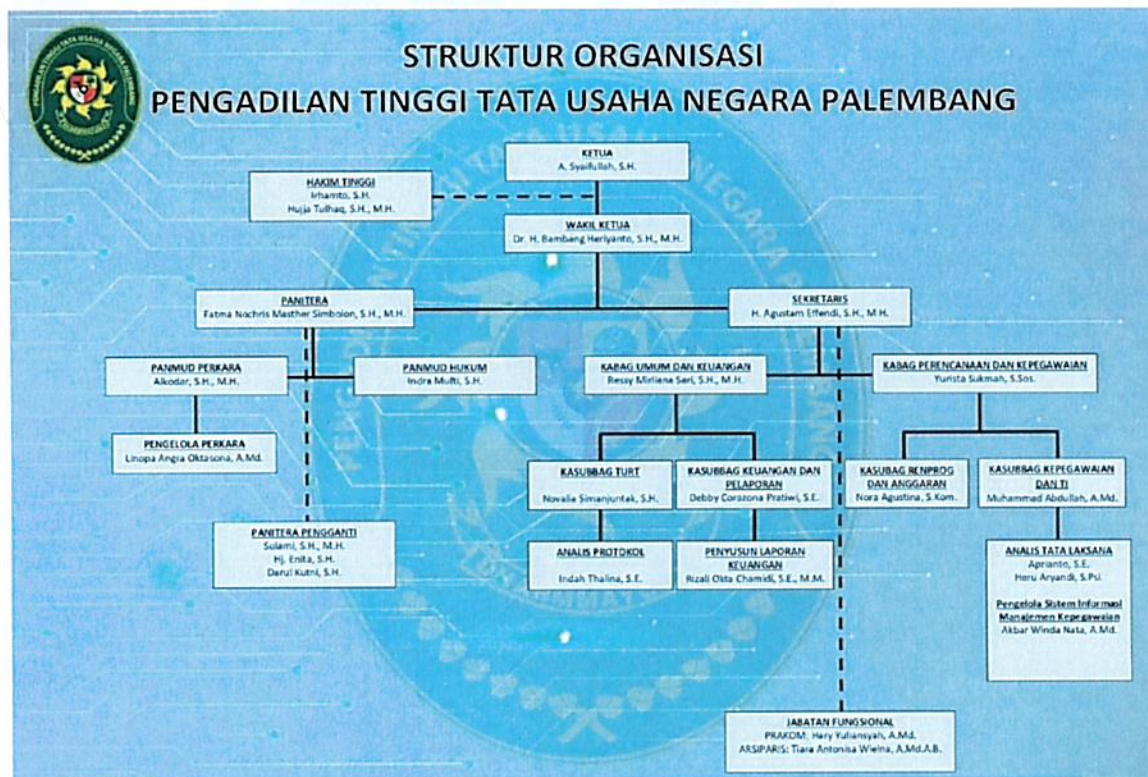 STRUKTUR ORGANISASI
PENGADILAN TINGGI TATA USAHA NEGARA PALEMBANG
KETUA
A. Syaifullah, S.H.
HAKIM TINGGI
Irhamto, S.H.
Hujja Tulhaq, S.H., M.H.
WAKIL KETUA
Dr. H. Bambang Heriyanto, S.H., M.H.
PANITERA
Fatma Nochris Masther Simbolon, S.H., M.H.
SEKRETARIS
H. Agustam Effendi, S.H., M.H.
PANMUD PERKARA
Alkodar, S.H., M.H.
PANMUD HUKUM
Indra Mufti, S.H.
KABAG UMUM DAN KEUANGAN
Ressy Mirliena Sari, S.H., M.H.
KABAG PERENCANAAN DAN KEPEGAWAIAN
Yurista Sukmah, S.Sos.
PENGELOLA PERKARA
Linopa Angra Oktasona, A.Md.
KASUBBAG TURT
Novalia Simanjuntak, S.H.
KASUBBAG KEUANGAN DAN
PELAPORAN
Debby Corazona Pratiwi, S.E.
KASUBAG RENPROG
DAN ANGGARAN
Nora Agustina, S.Kom.
KASUBBAG KEPEGAWAIAN
DAN TI
Muhammad Abdullah, A.Md.
PANITERA PENGGANTI
Sulami, S.H., M.H.
Hj. Enita, S.H.
Darul Kutni, S.H.
ANALIS PROTOKOL
Indah Thalina, S.E.
PENYUSUN LAPORAN
KEUANGAN
Rizali Okta Chamidi, S.E., M.M.
ANALIS TATA LAKSANA
Aprianto, S.E.
Heru Aryandi, S.Psi.
Pengelola Sistem Informasi
Manajemen Kepegawaian
Akbar Winda Nata, A.Md.
JABATAN FUNGSIONAL
PRAKOM: Hary Yuliansyah, A.Md.
ARSIPARIS: Tiara Antonisa Wielna, A.Md.A.B.